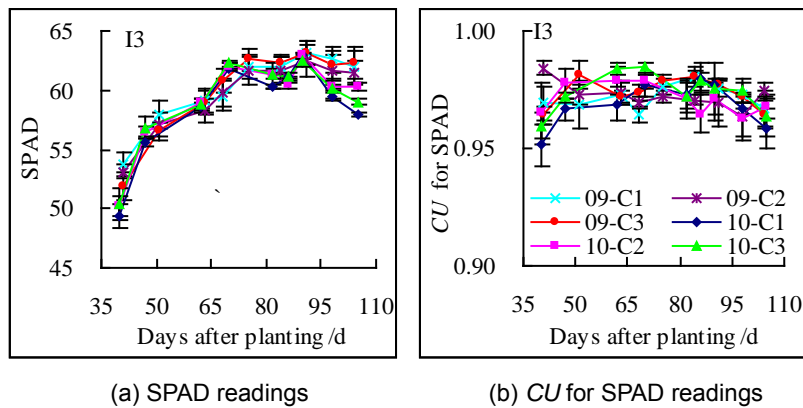 I3
SPAD
65
60
55
50
45
35 50 65 80 95 110
Days after planting /d
(a) SPAD readings
I3
CU for SPAD
1.00
0.95
0.90
09-C1 09-C2
09-C3 10-C1
10-C2 10-C3
35 50 65 80 95 110
Days after planting /d
(b) CU for SPAD readings